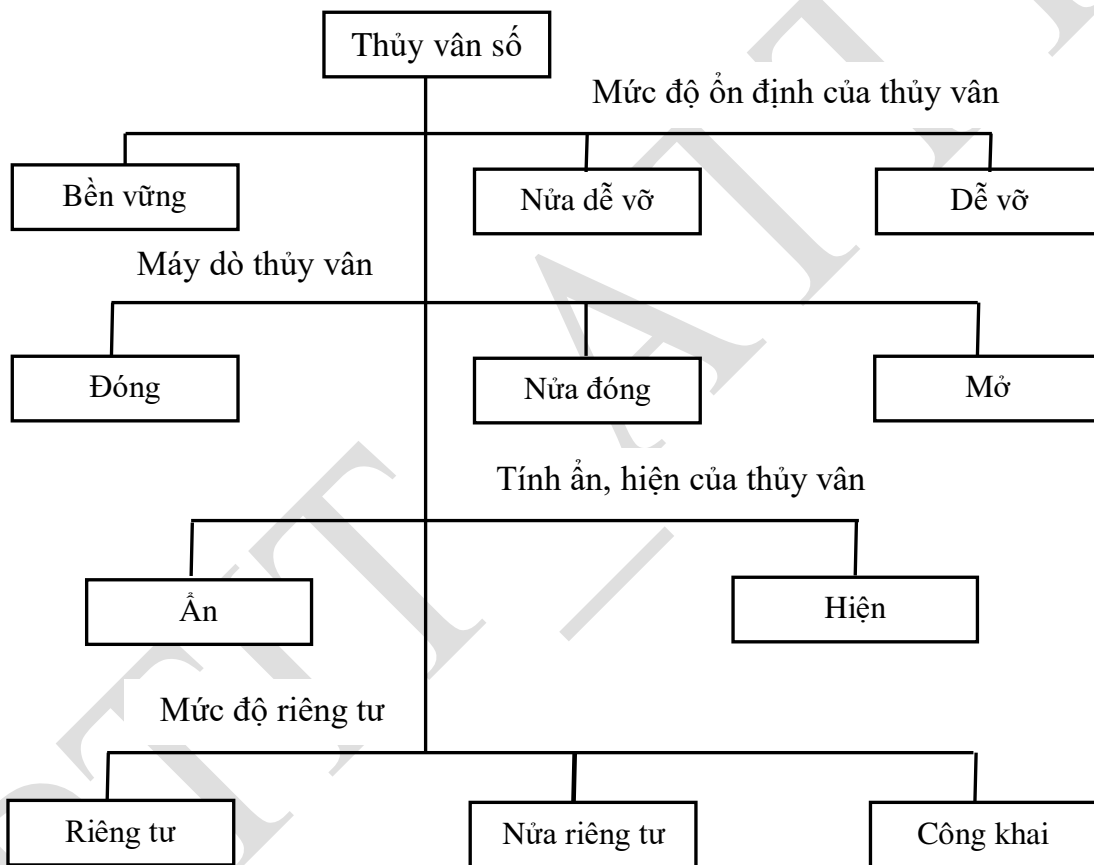 Thủy vân số
Mức độ ổn định của thủy vân
Bền vững
Nửa dễ vỡ
Dễ vỡ
Máy dò thủy vân
Đóng
Nửa đóng
Mở
Tính ẩn, hiện của thủy vân
Ẩn
Hiện
Mức độ riêng tư
Riêng tư
Nửa riêng tư
Công khai